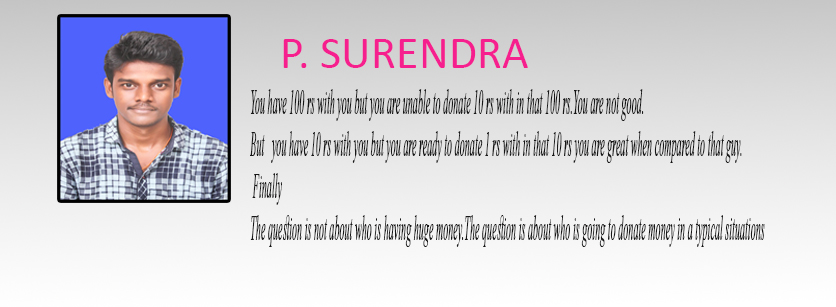 P. SURENDRA
You have 100 rs with you but you are unable to donate 10 rs with in that 100 rs.You are not good.
But you have 10 rs with you but you are ready to donate 1 rs with in that 10 rs you are great when compared to that guy.
Finally
The question is not about who is having huge money.The question is about who is going to donate money in a typical situations